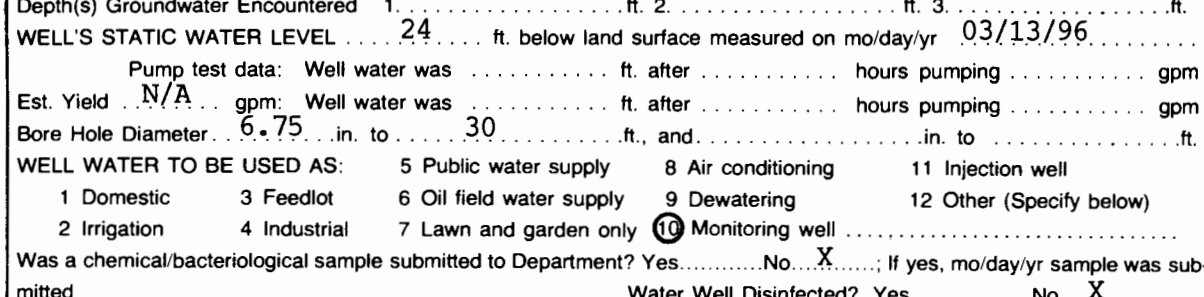 Depth(s) Groundwater Encountered 1. ft. 2. ft. 3. ft.
WELL'S STATIC WATER LEVEL 24 ft. below land surface measured on mo/day/yr 03/13/96
Pump test data: Well water was ft. after hours pumping gpm
Est. Yield N/A gpm: Well water was ft. after hours pumping gpm
Bore Hole Diameter 6.75 in. to 30 ft., and in. to ft.
WELL WATER TO BE USED AS: 5 Public water supply 8 Air conditioning 11 Injection well
1 Domestic 3 Feedlot 6 Oil field water supply 9 Dewatering 12 Other (Specify below)
2 Irrigation 4 Industrial 7 Lawn and garden only 10 Monitoring well
Was a chemical/bacteriological sample submitted to Department? Yes No X ; If yes, mo/day/yr sample was sub-
mitted Water Well Disinfected? Yes No X